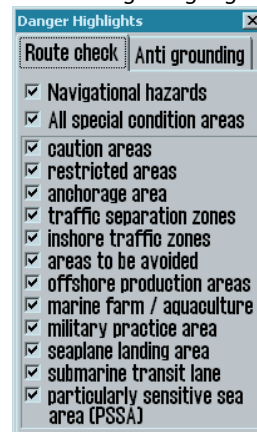 Danger Highlights
Route check
Anti grounding
Navigational hazards
All special condition areas
caution areas
restricted areas
anchorage area
traffic separation zones
inshore traffic zones
areas to be avoided
offshore production areas
marine farm / aquaculture
military practice area
seaplane landing area
submarine transit lane
particularly sensitive sea
area (PSSA)